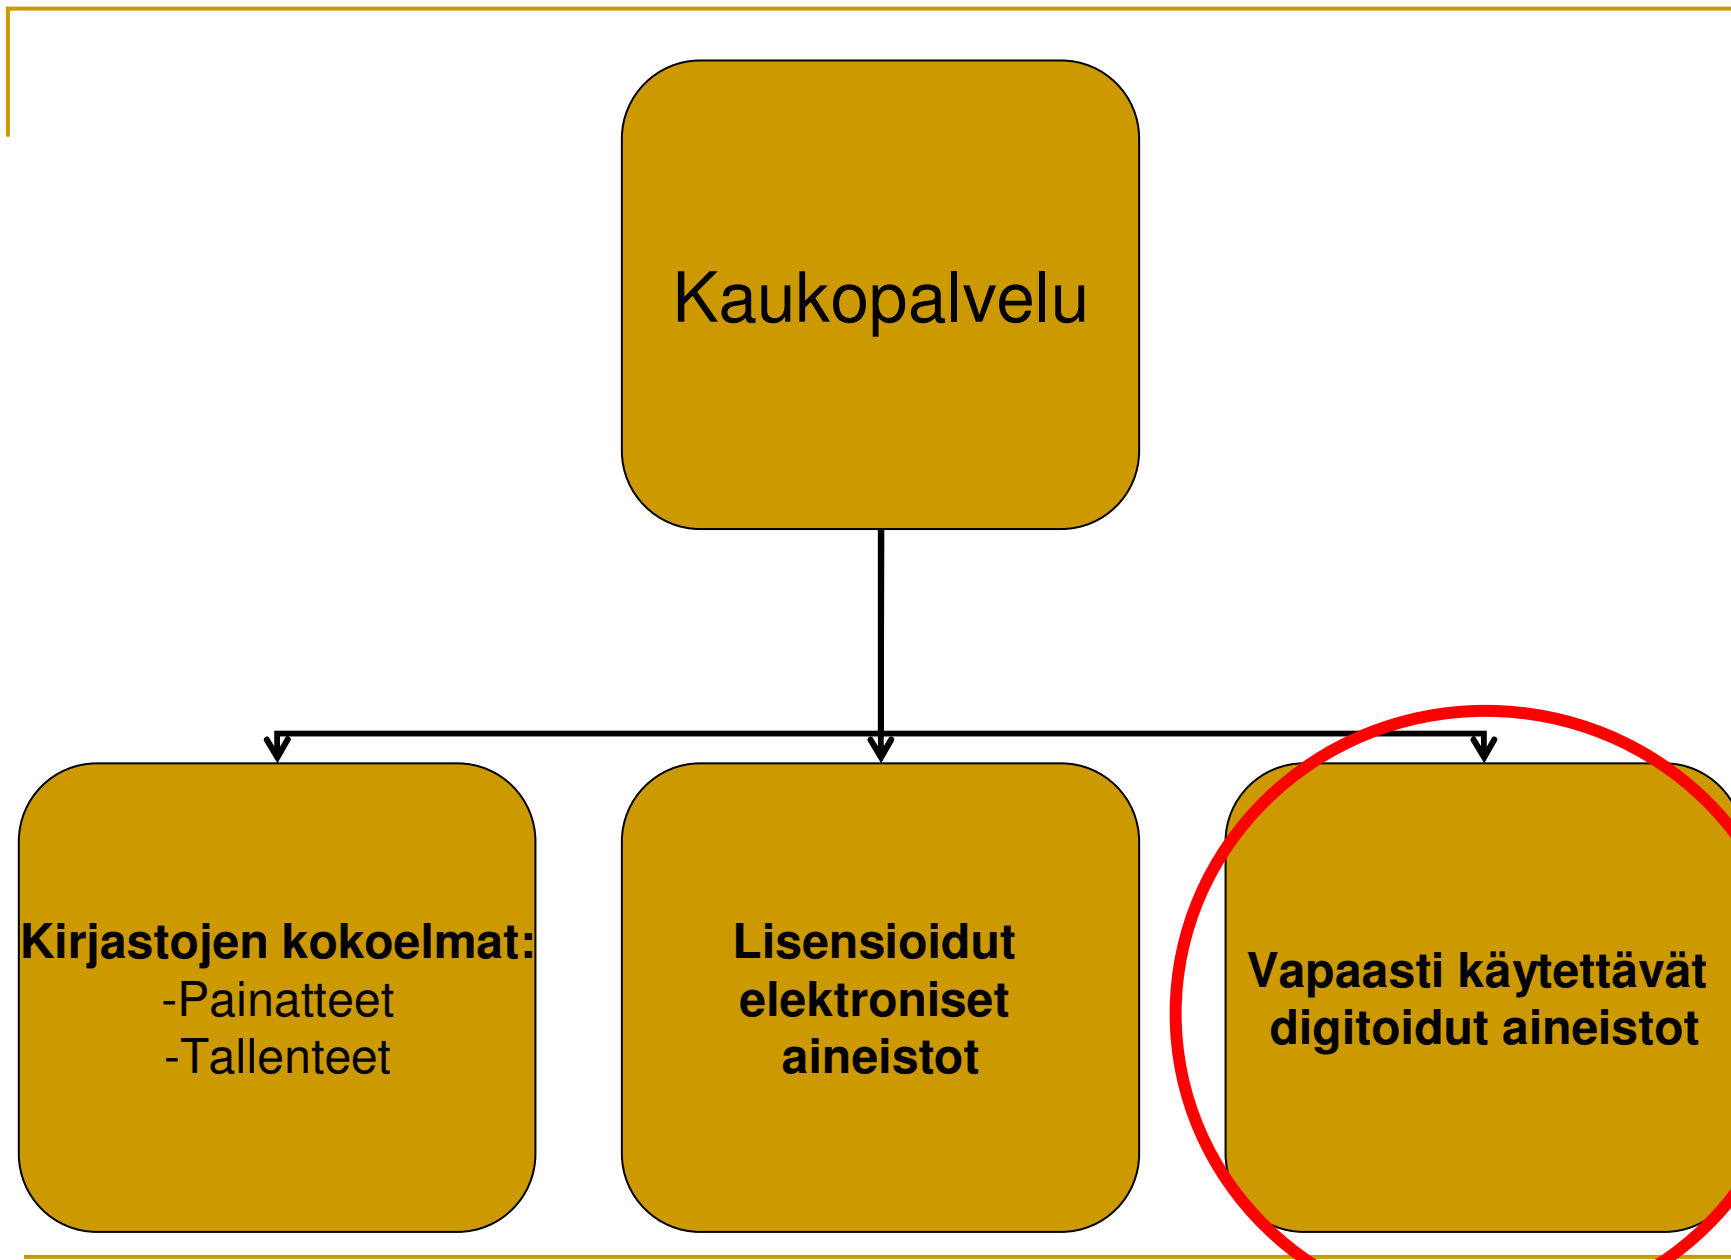 Kaukopalvelu
Kirjastojen kokoelmat:
-Painatteet
-Tallenteet
Lisensioidut
elektroniset
aineistot
Vapaasti käytettävät
digitoidut aineistot